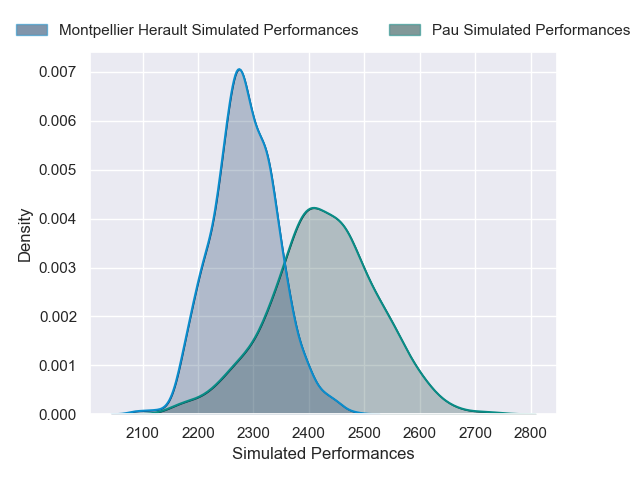 Montpellier Herault Simulated Performances Pau Simulated Performances
0.007
0.006
0.005
0.004
0.003
0.002
0.001
0.000
Density
2100 2200 2300 2400 2500 2600 2700 2800
Simulated Performances